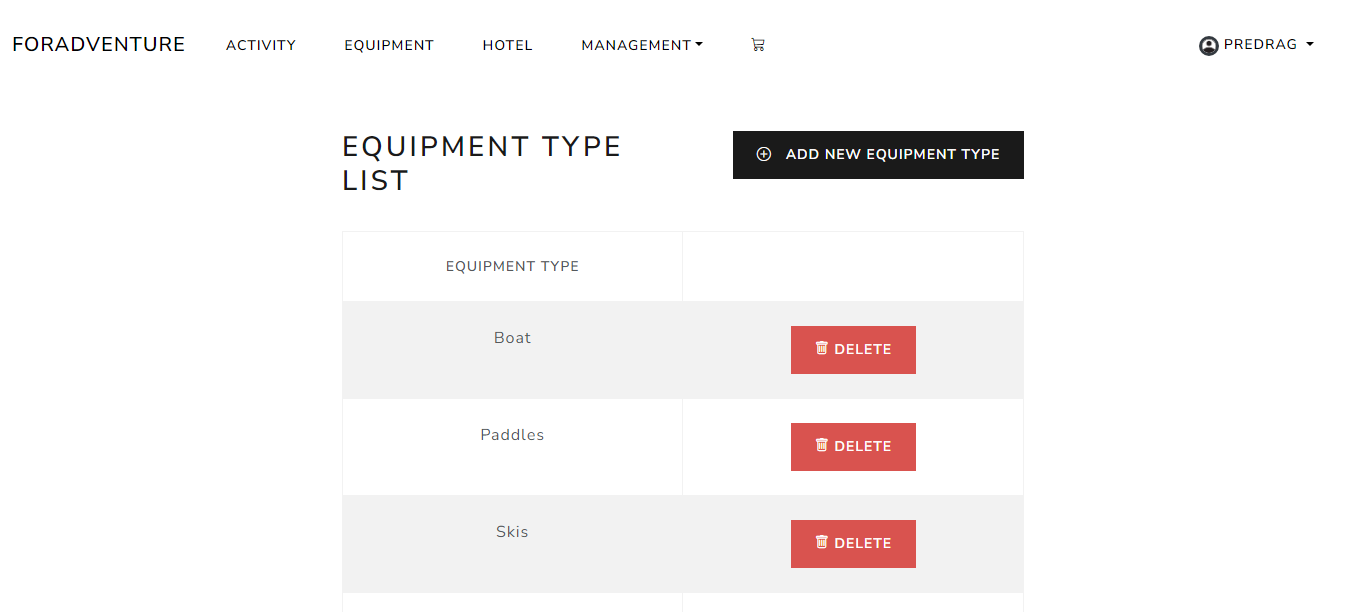 FORADVENTURE ACTIVITY EQUIPMENT HOTEL MANAGEMENT PREDRAG
EQUIPMENT TYPE
LIST
ADD NEW EQUIPMENT TYPE
EQUIPMENT TYPE
Boat DELETE
Paddles DELETE
Skis DELETE